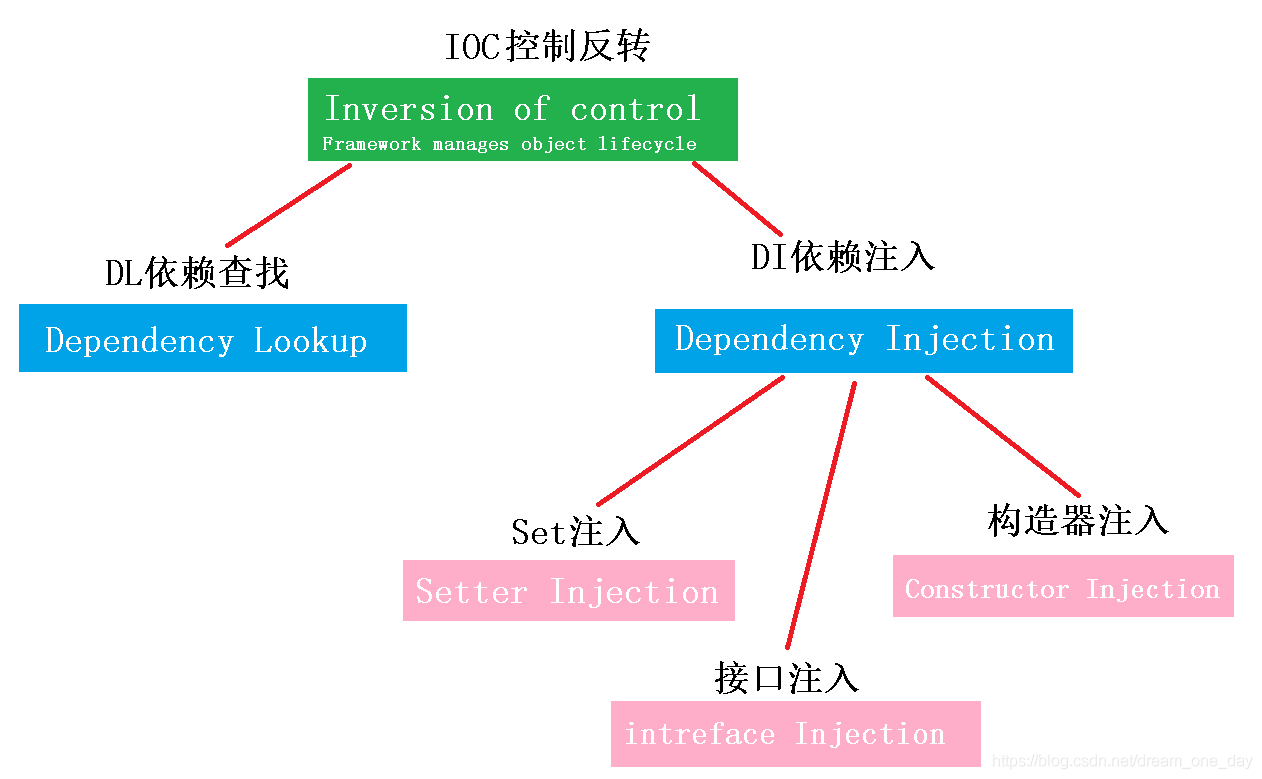 IOC控制反转
Inversion of control
Framework manages object lifecycle
DL依赖查找
DI依赖注入
Dependency Lookup
Dependency Injection
Set注入
构造器注入
Setter Injection
Constructor Injection
接口注入
intreface Injection
https://blog.csdn.net/dream_one_day